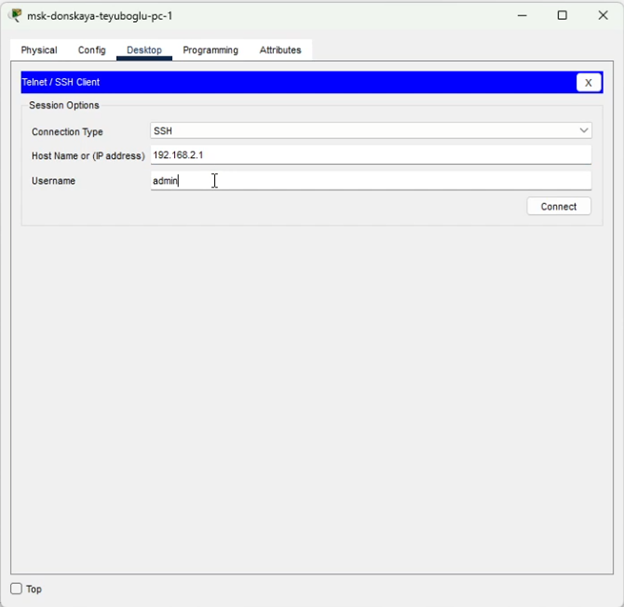 msk-donskaya-teyuboglu-pc-1
Physical Config Desktop Programming Attributes
Telnet / SSH Client X
Session Options
Connection Type SSH
Host Name or (IP address) 192.168.2.1
Username admin
Connect
Top